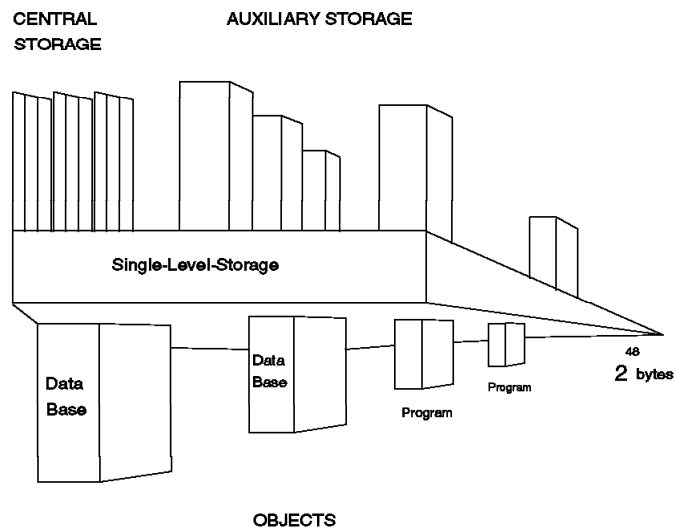 CENTRAL
STORAGE
AUXILIARY STORAGE
Single-Level-Storage
Data
Base
Data
Base
Program
Program
48
2 bytes
OBJECTS